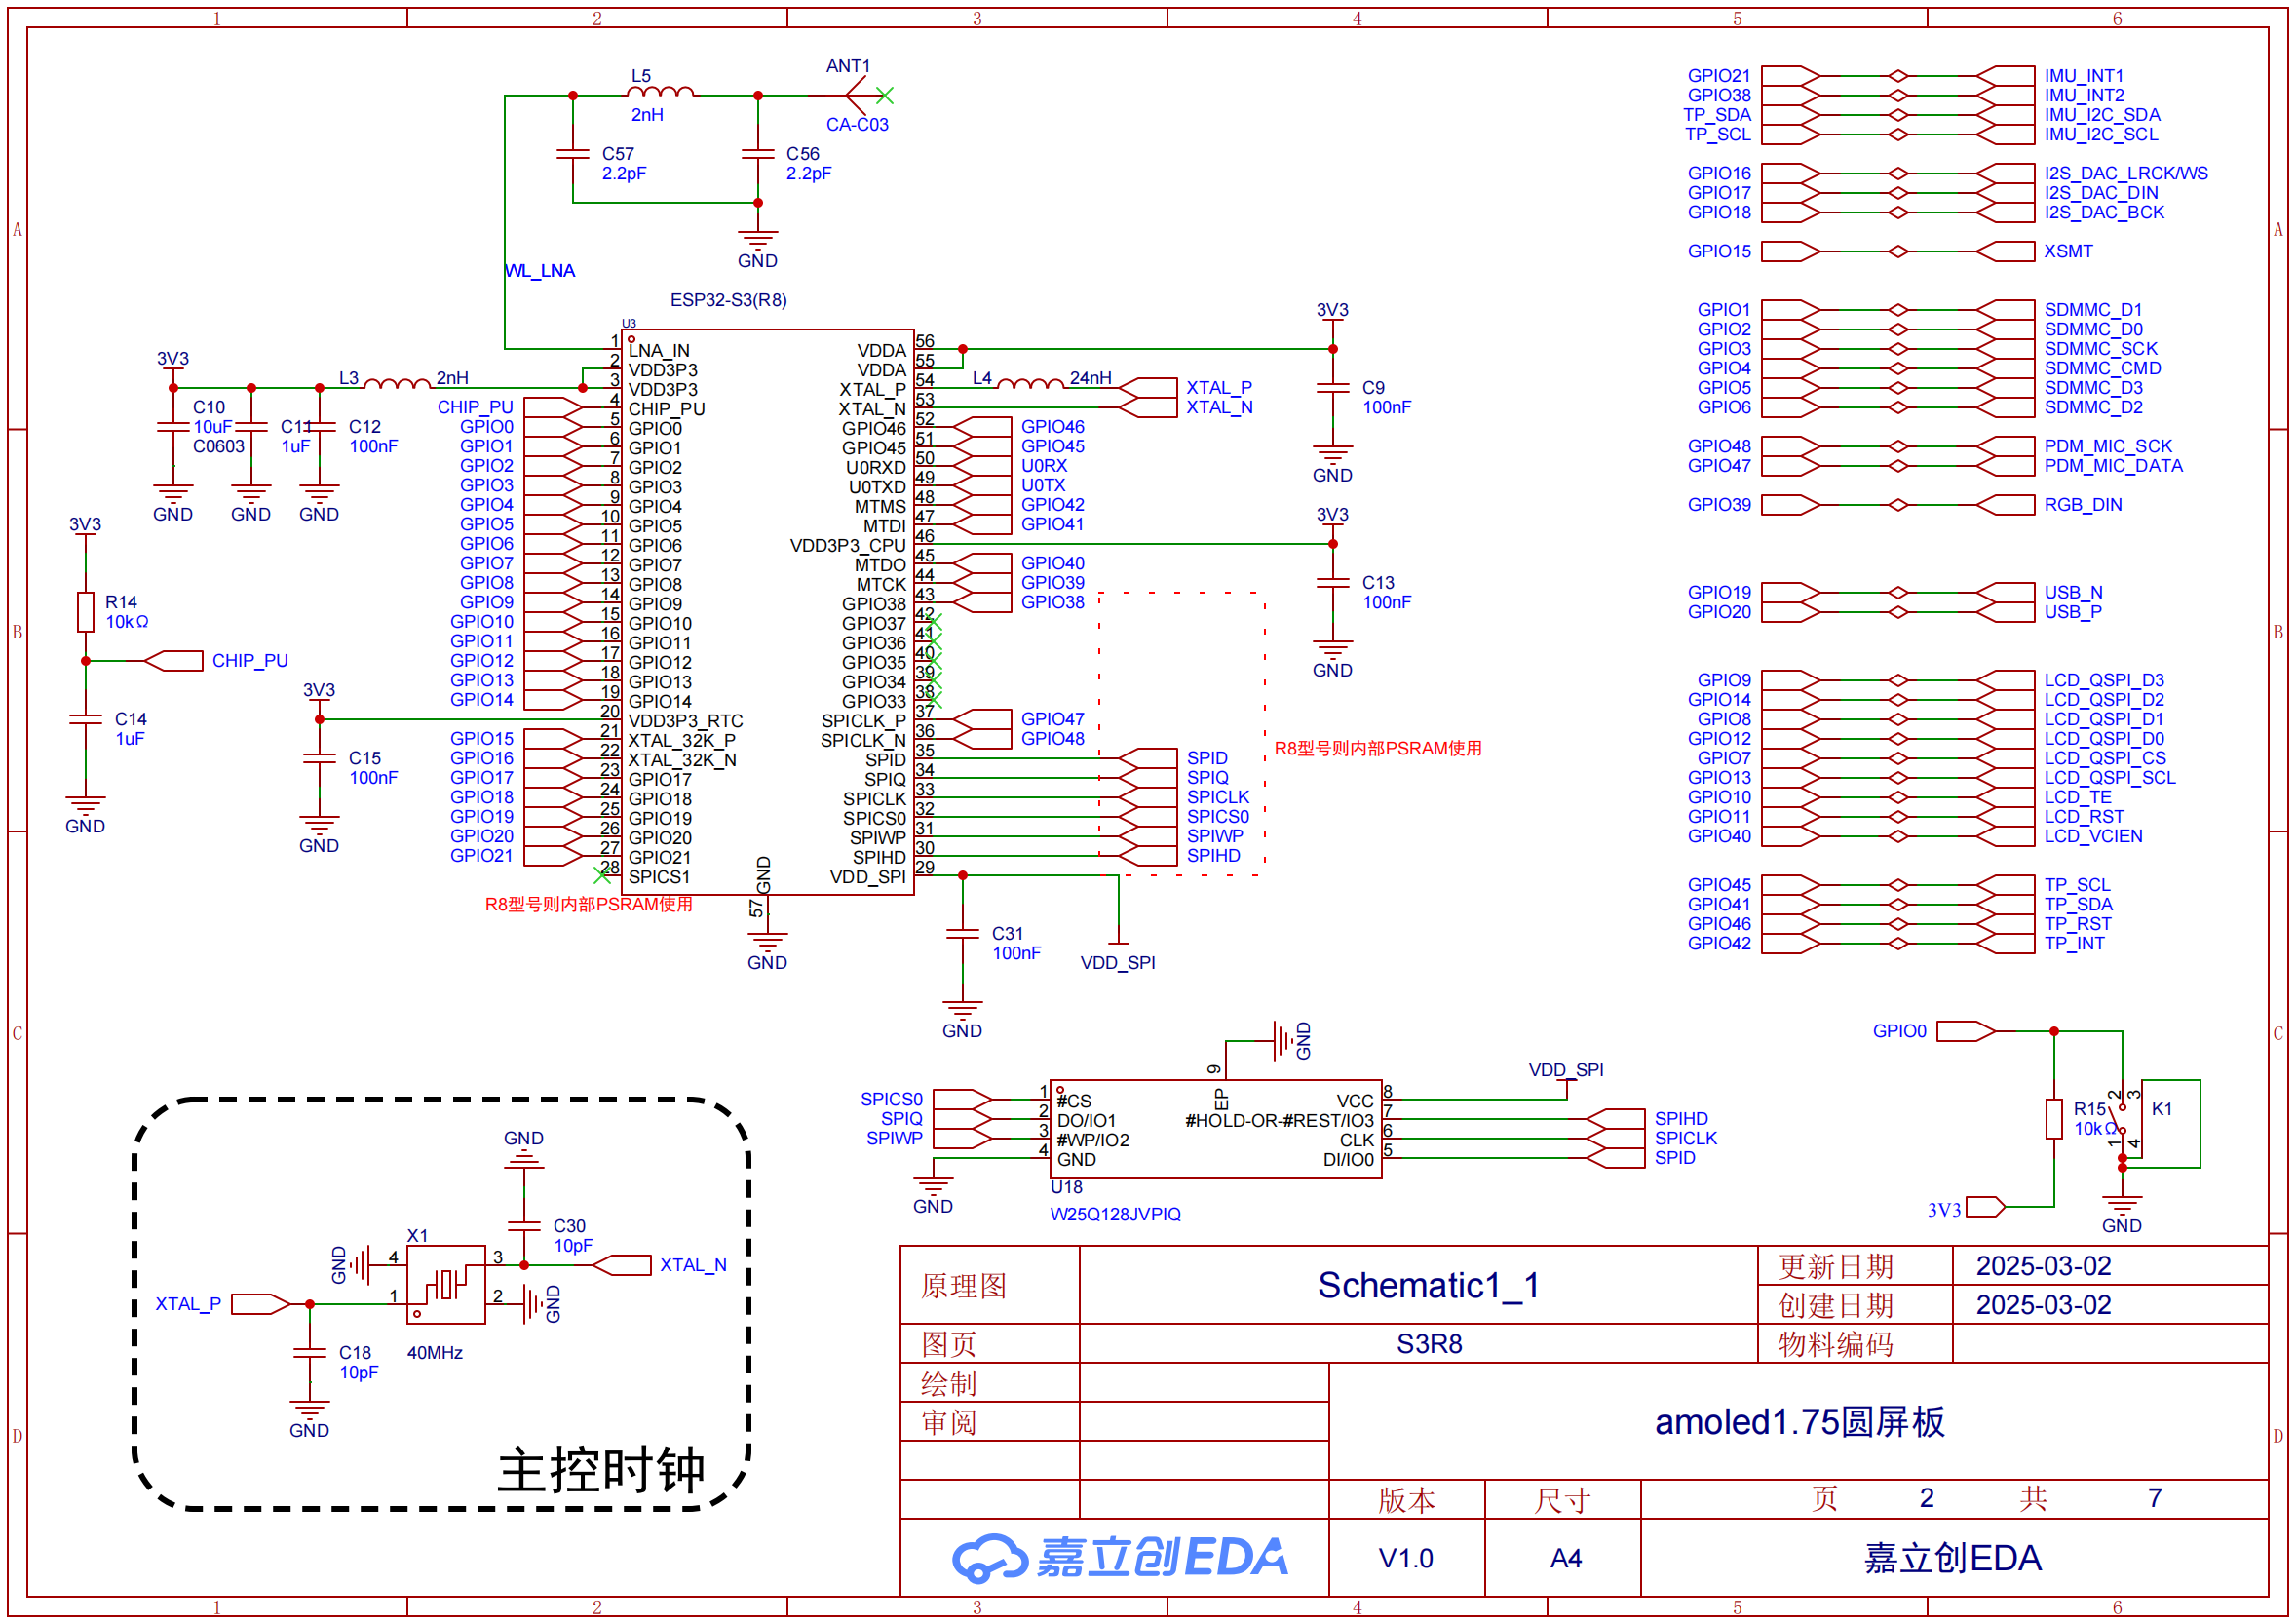 1 2 3 4 5 6
A
B
C
D
A
B
C
D
L5
2nH
ANT1
CA-C03
C57
2.2pF
C56
2.2pF
GND
WL_LNA
ESP32-S3(R8)
U3
1 LNA_IN
2 VDD3P3
3 VDD3P3
4 CHIP_PU
5 GPIO0
6 GPIO1
7 GPIO2
8 GPIO3
9 GPIO4
10 GPIO5
11 GPIO6
12 GPIO7
13 GPIO8
14 GPIO9
15 GPIO10
16 GPIO11
17 GPIO12
18 GPIO13
19 GPIO14
20 VDD3P3_RTC
21 XTAL_32K_P
22 XTAL_32K_N
23 GPIO17
24 GPIO18
25 GPIO19
26 GPIO20
27 GPIO21
28 SPICS1
VDDA 56
VDDA 55
XTAL_P 54
XTAL_N 53
GPIO46 52
GPIO45 51
U0RXD 50
U0TXD 49
MTMS 48
MTDI 47
VDD3P3_CPU 46
MTDO 45
MTCK 44
GPIO38 43
GPIO37 42
GPIO36 41
GPIO35 40
GPIO34 39
GPIO33 38
SPICLK_P 37
SPICLK_N 36
SPID 35
SPIQ 34
SPICLK 33
SPICS0 32
SPIWP 31
SPIHD 30
VDD_SPI 29
GND
57
GND
3V3
L3 2nH
C10
10uF
C0603
C11
1uF
C12
100nF
GND GND GND
CHIP_PU
GPIO0
GPIO1
GPIO2
GPIO3
GPIO4
GPIO5
GPIO6
GPIO7
GPIO8
GPIO9
GPIO10
GPIO11
GPIO12
GPIO13
GPIO14
GPIO15
GPIO16
GPIO17
GPIO18
GPIO19
GPIO20
GPIO21
R8型号则内部PSRAM使用
3V3
R14
10kΩ
CHIP_PU
C14
1uF
GND
3V3
C15
100nF
GND
L4 24nH
XTAL_P
XTAL_N
GPIO46
GPIO45
U0RX
U0TX
GPIO42
GPIO41
GPIO40
GPIO39
GPIO38
GPIO47
GPIO48
SPID
SPIQ
SPICLK
SPICS0
SPIWP
SPIHD
R8型号则内部PSRAM使用
3V3
C9
100nF
GND
3V3
C13
100nF
GND
C31
100nF
GND
VDD_SPI
GPIO21 IMU_INT1
GPIO38 IMU_INT2
TP_SDA IMU_I2C_SDA
TP_SCL IMU_I2C_SCL
GPIO16 I2S_DAC_LRCK/WS
GPIO17 I2S_DAC_DIN
GPIO18 I2S_DAC_BCK
GPIO15 XSMT
GPIO1 SDMMC_D1
GPIO2 SDMMC_D0
GPIO3 SDMMC_SCK
GPIO4 SDMMC_CMD
GPIO5 SDMMC_D3
GPIO6 SDMMC_D2
GPIO48 PDM_MIC_SCK
GPIO47 PDM_MIC_DATA
GPIO39 RGB_DIN
GPIO19 USB_N
GPIO20 USB_P
GPIO9 LCD_QSPI_D3
GPIO14 LCD_QSPI_D2
GPIO8 LCD_QSPI_D1
GPIO12 LCD_QSPI_D0
GPIO7 LCD_QSPI_CS
GPIO13 LCD_QSPI_SCL
GPIO10 LCD_TE
GPIO11 LCD_RST
GPIO40 LCD_VCIEN
GPIO45 TP_SCL
GPIO41 TP_SDA
GPIO46 TP_RST
GPIO42 TP_INT
GPIO0
R15
10kΩ
2 3
1 4
K1
3V3
GND
GND
9
EP
VDD_SPI
SPICS0 1 #CS
SPIQ 2 DO/IO1
SPIWP 3 #WP/IO2
4 GND
VCC 8
#HOLD-OR-#REST/IO3 7 SPIHD
CLK 6 SPICLK
DI/IO0 5 SPID
GND
U18
W25Q128JVPIQ
GND
C30
10pF
X1
GND 4
3 XTAL_N
XTAL_P 1
2 GND
C18
10pF
40MHz
GND
主控时钟
原理图 Schematic1_1
更新日期 2025-03-02
创建日期 2025-03-02
图页 S3R8 物料编码
绘制
审阅
amoled1.75圆屏板
版本 尺寸 页 2 共 7
嘉立创EDA V1.0 A4 嘉立创EDA
1 2 3 4 5 6